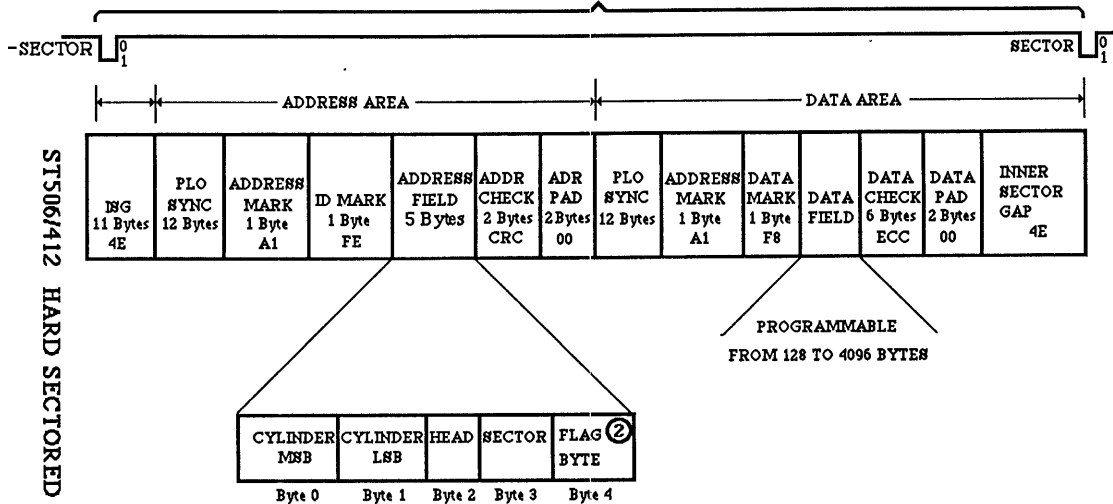 -SECTOR 0
1
SECTOR 0
1
ADDRESS AREA
DATA AREA
ST506/412 HARD SECTORED
ISG
11 Bytes
4E
PLO
SYNC
12 Bytes
ADDRESS
MARK
1 Byte
A1
ID MARK
1 Byte
FE
ADDRESS
FIELD
5 Bytes
ADDR
CHECK
2 Bytes
CRC
ADR
PAD
2 Bytes
00
PLO
SYNC
12 Bytes
ADDRESS
MARK
1 Byte
A1
DATA
MARK
1 Byte
F8
DATA
FIELD
DATA
CHECK
6 Bytes
ECC
DATA
PAD
2 Bytes
00
INNER
SECTOR
GAP
4E
PROGRAMMABLE
FROM 128 TO 4096 BYTES
CYLINDER
MSB
CYLINDER
LSB
HEAD
SECTOR
FLAG ②
BYTE
Byte 0
Byte 1
Byte 2
Byte 3
Byte 4